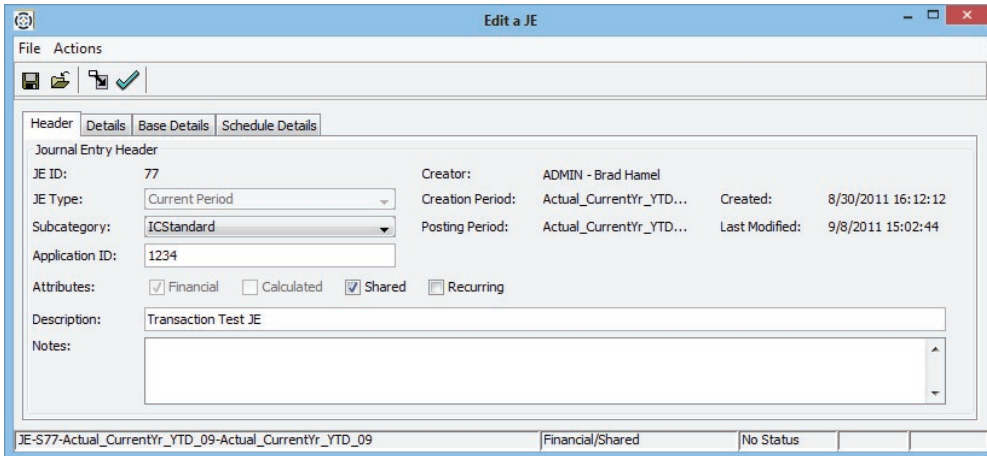 Edit a JE
File Actions
Header Details Base Details Schedule Details
Journal Entry Header
JE ID: 77 Creator: ADMIN - Brad Hamel
JE Type: Current Period Creation Period: Actual_CurrentYr_YTD... Created: 8/30/2011 16:12:12
Subcategory: ICStandard Posting Period: Actual_CurrentYr_YTD... Last Modified: 9/8/2011 15:02:44
Application ID: 1234
Attributes: Financial Calculated Shared Recurring
Description: Transaction Test JE
Notes:
JE-S77-Actual_CurrentYr_YTD_09-Actual_CurrentYr_YTD_09 Financial/Shared No Status